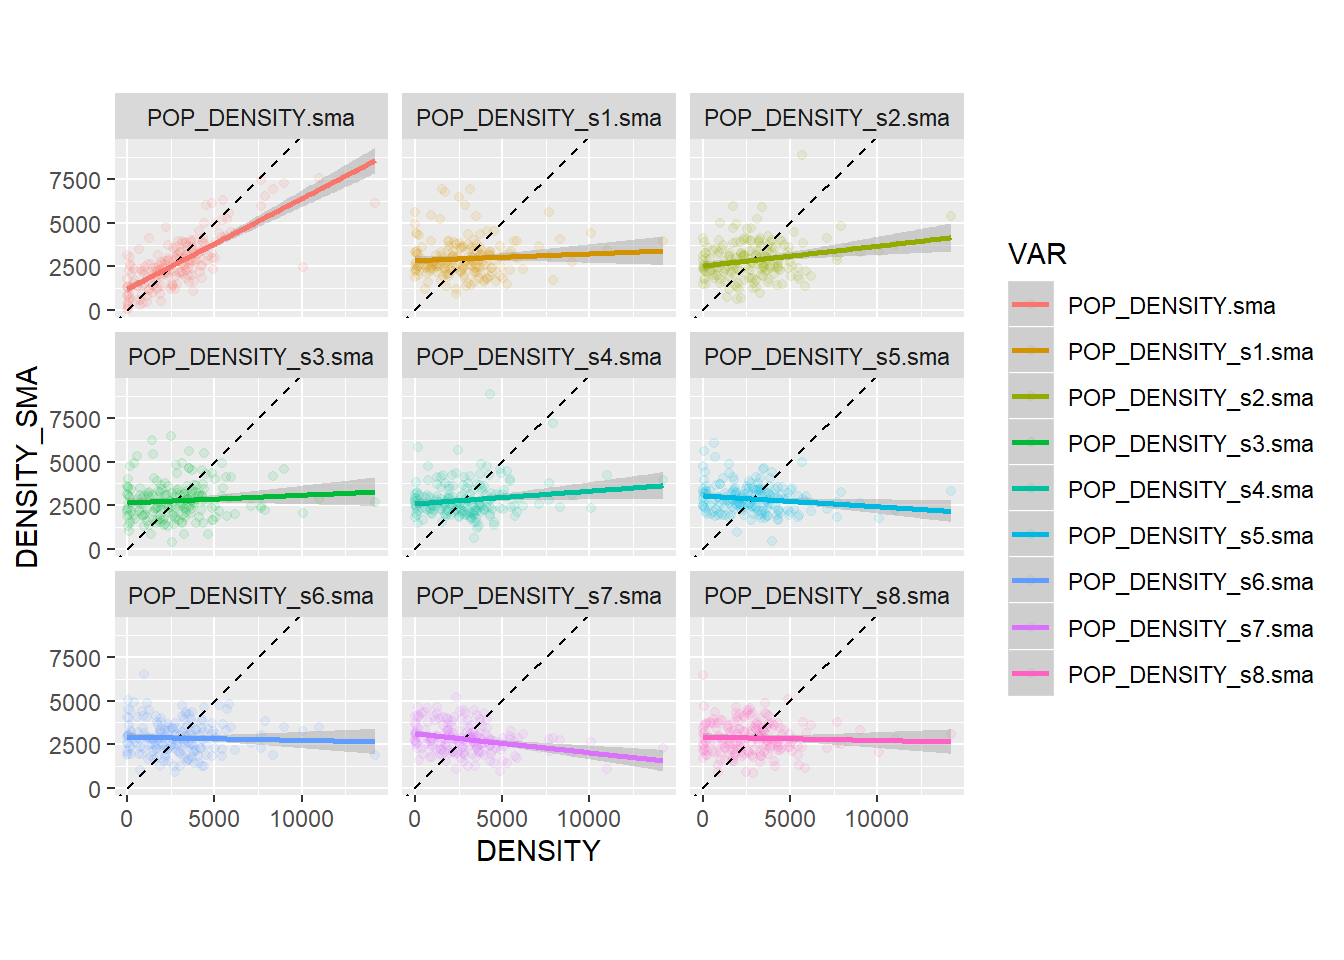 POP_DENSITY.sma
POP_DENSITY_s1.sma
POP_DENSITY_s2.sma
7500
5000
2500
0
POP_DENSITY_s3.sma
POP_DENSITY_s4.sma
POP_DENSITY_s5.sma
7500
5000
2500
0
POP_DENSITY_s6.sma
POP_DENSITY_s7.sma
POP_DENSITY_s8.sma
7500
5000
2500
0
0 5000 10000
0 5000 10000
0 5000 10000
DENSITY
DENSITY_SMA
VAR
POP_DENSITY.sma
POP_DENSITY_s1.sma
POP_DENSITY_s2.sma
POP_DENSITY_s3.sma
POP_DENSITY_s4.sma
POP_DENSITY_s5.sma
POP_DENSITY_s6.sma
POP_DENSITY_s7.sma
POP_DENSITY_s8.sma